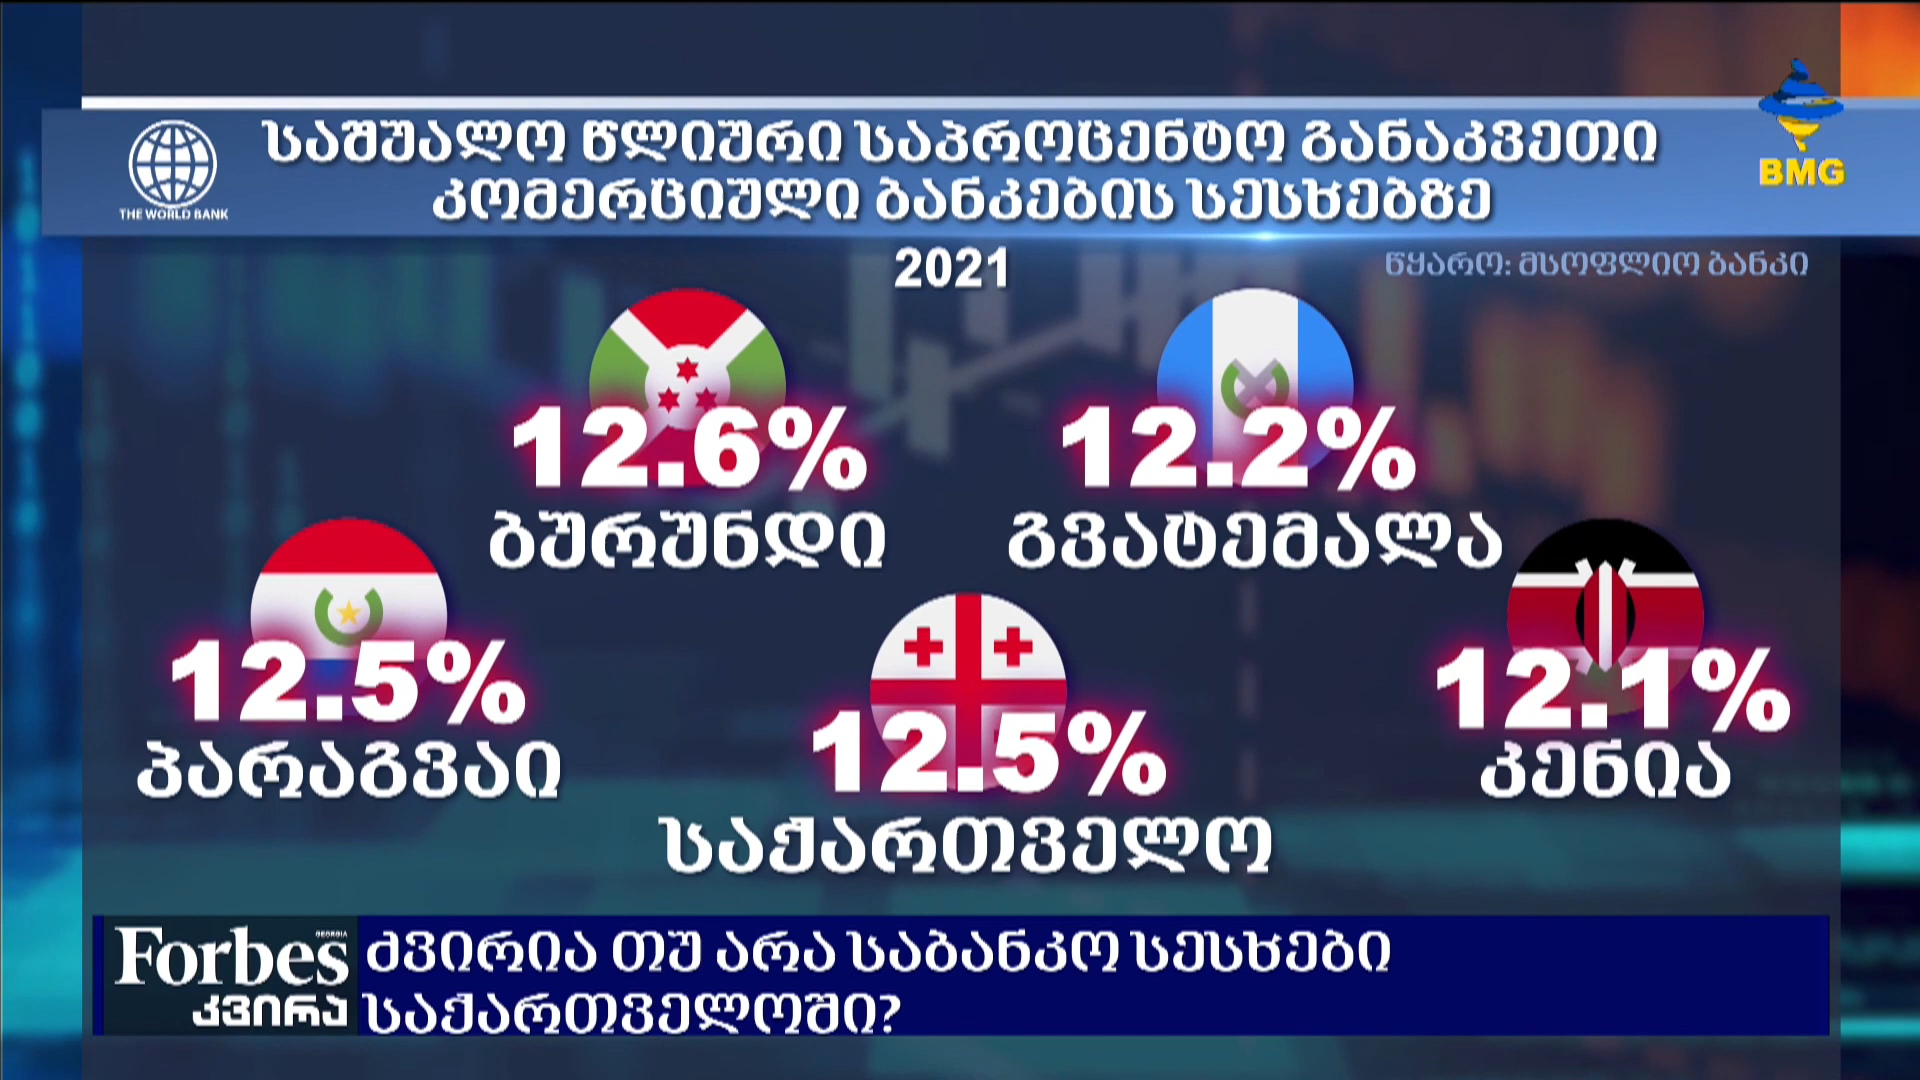 საშუალო წლიური საპროცენტო განაკვეთი
კომერციული ბანკების სესხებზე
THE WORLD BANK
BMG
2021
წყარო: მსოფლიო ბანკი
12.6%
ბურუნდი
12.2%
გვატემალა
12.5%
პარაგვაი
12.5%
საქართველო
12.1%
კენია
Forbes
GEORGIA
კვირა
ძვირია თუ არა საბანკო სესხები
საქართველოში?